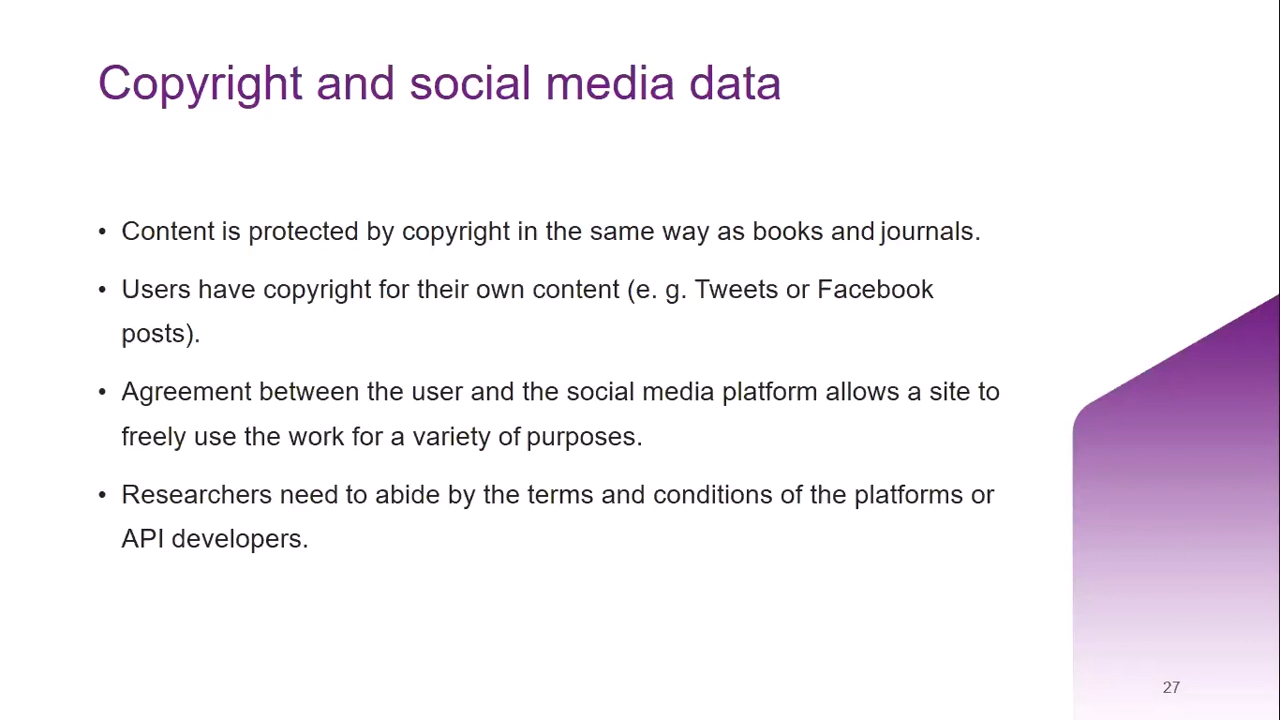 Copyright and social media data
• Content is protected by copyright in the same way as books and journals.
• Users have copyright for their own content (e. g. Tweets or Facebook
posts).
• Agreement between the user and the social media platform allows a site to
freely use the work for a variety of purposes.
• Researchers need to abide by the terms and conditions of the platforms or
API developers.
27